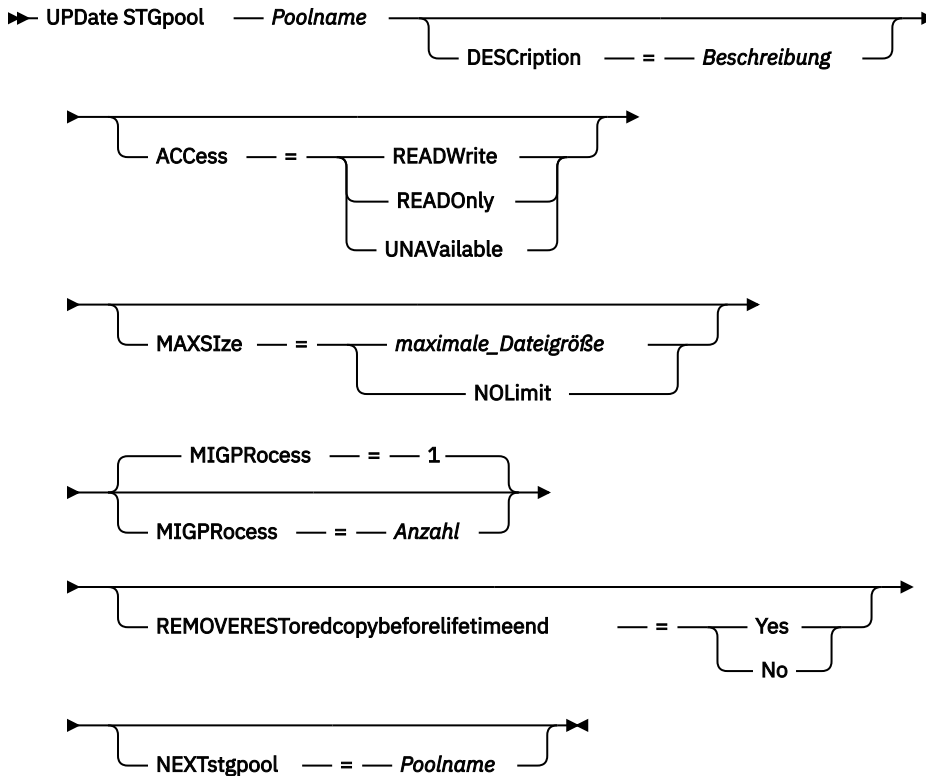 UPDate STGpool Poolname
DESCription = Beschreibung
ACCess = READWrite
READOnly
UNAVailable
MAXSIze = maximale_Dateigröße
NOLimit
MIGPRocess = 1
MIGPRocess = Anzahl
REMOVERESToredcopybeforelifetimeend = Yes
No
NEXTstgpool = Poolname